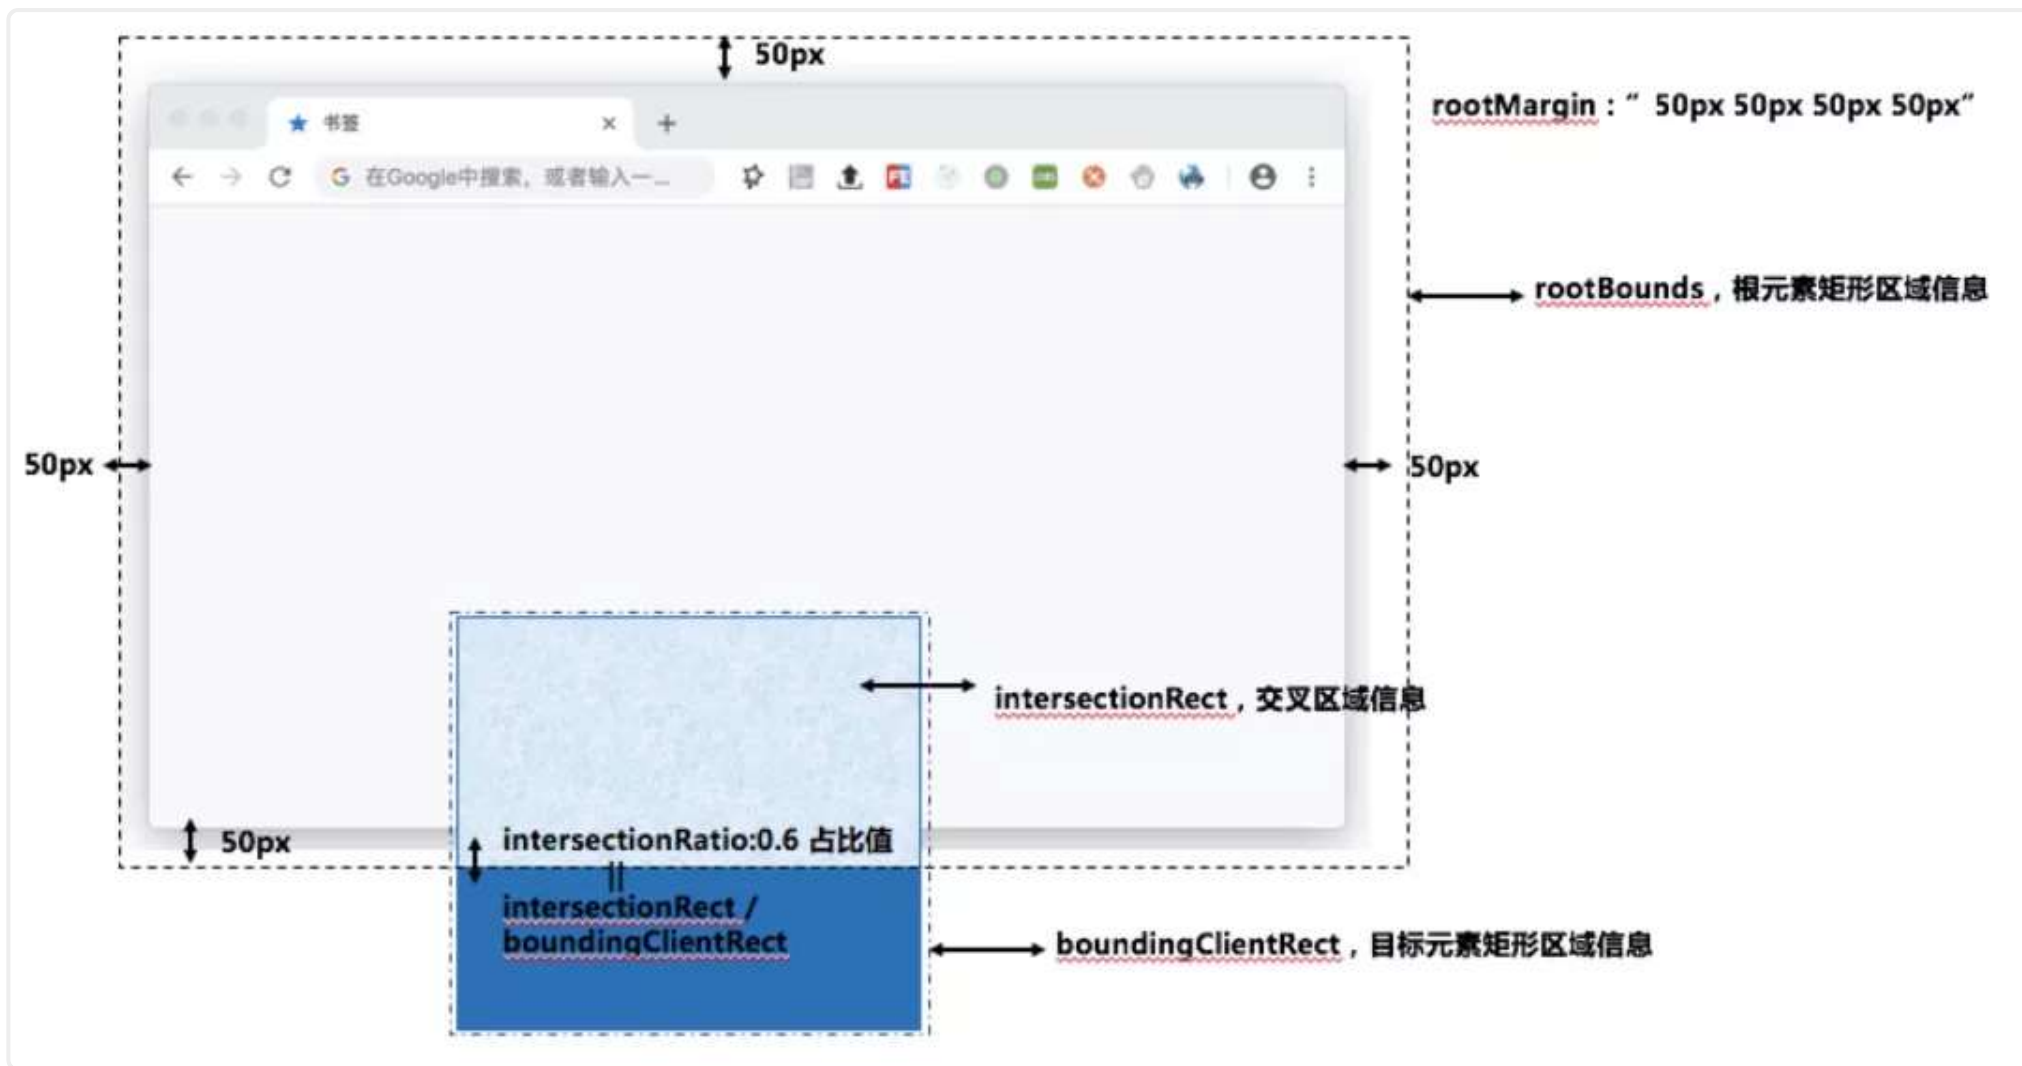 50px
rootMargin：“ 50px 50px 50px 50px”
书签
在Google中搜索，或者输入一...
rootBounds，根元素矩形区域信息
50px
50px
intersectionRect，交叉区域信息
50px
intersectionRatio:0.6 占比值
||
intersectionRect /
boundingClientRect
boundingClientRect，目标元素矩形区域信息